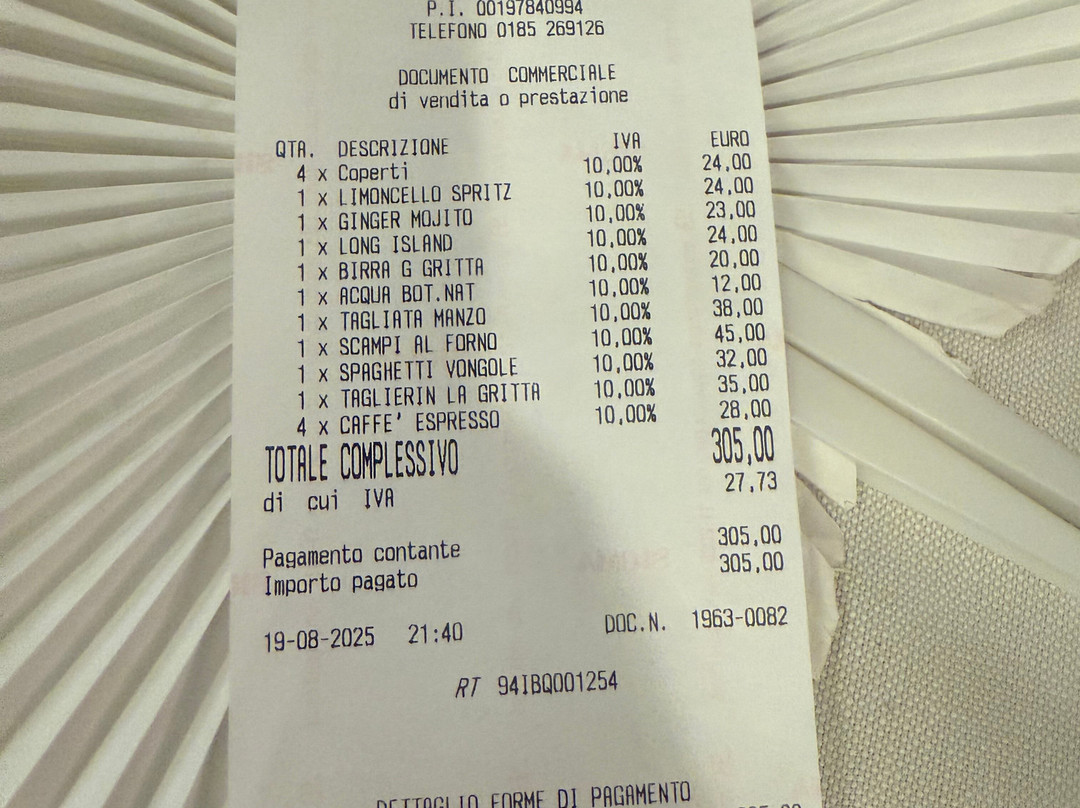 P.I. 00197840994
TELEFONO 0185 269126
DOCUMENTO COMMERCIALE
di vendita o prestazione
QTA. DESCRIZIONE IVA EURO
4 x Coperti 10,00% 24,00
1 x LIMONCELLO SPRITZ 10,00% 24,00
1 x GINGER MOJITO 10,00% 23,00
1 x LONG ISLAND 10,00% 24,00
1 x BIRRA G GRITTA 10,00% 20,00
1 x ACQUA BOT.NAT 10,00% 12,00
1 x TAGLIATA MANZO 10,00% 38,00
1 x SCAMPI AL FORNO 10,00% 45,00
1 x SPAGHETTI VONGOLE 10,00% 32,00
1 x TAGLIERIN LA GRITTA 10,00% 35,00
4 x CAFFE' ESPRESSO 10,00% 28,00
TOTALE COMPLESSIVO 305,00
di cui IVA 27,73
Pagamento contante 305,00
Importo pagato 305,00
19-08-2025 21:40 DOC.N. 1963-0082
RT 94IBQ001254
DETTAGLIO FORME DI PAGAMENTO